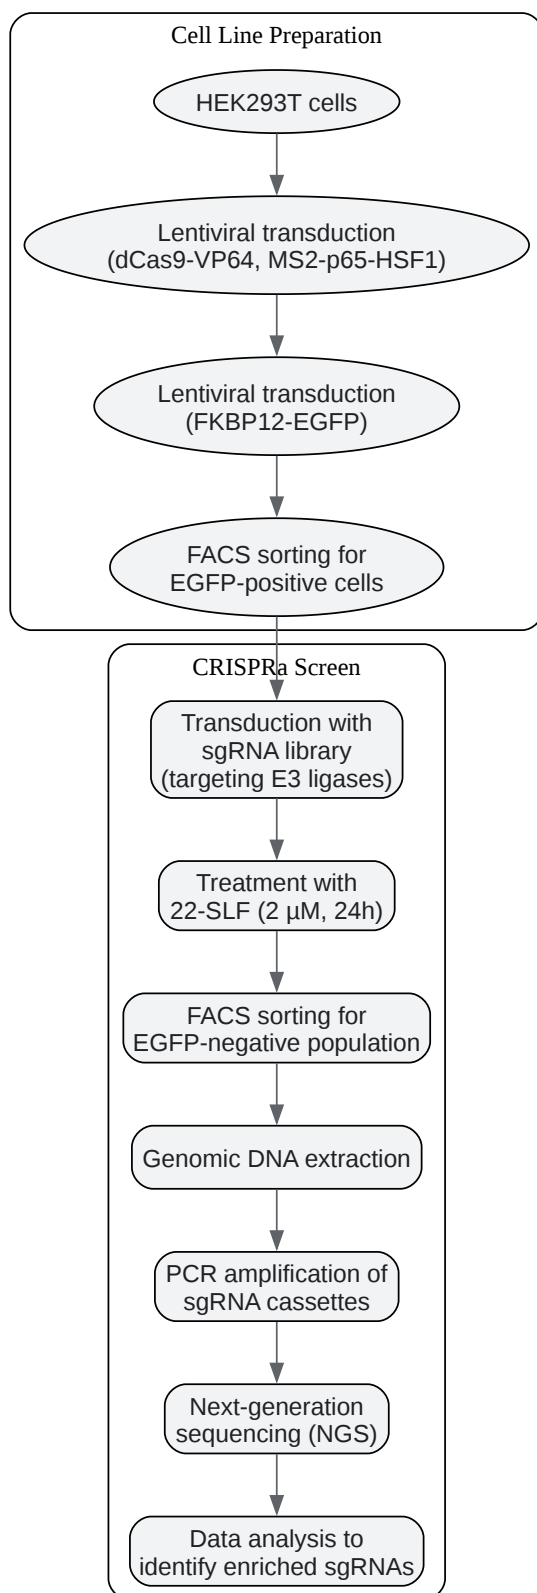 Cell Line Preparation
HEK293T cells
Lentiviral transduction
(dCas9-VP64, MS2-p65-HSF1)
Lentiviral transduction
(FKBP12-EGFP)
FACS sorting for
EGFP-positive cells
CRISPRa Screen
Transduction with
sgRNA library
(targeting E3 ligases)
Treatment with
22-SLF (2 µM, 24h)
FACS sorting for
EGFP-negative population
Genomic DNA extraction
PCR amplification of
sgRNA cassettes
Next-generation
sequencing (NGS)
Data analysis to
identify enriched sgRNAs